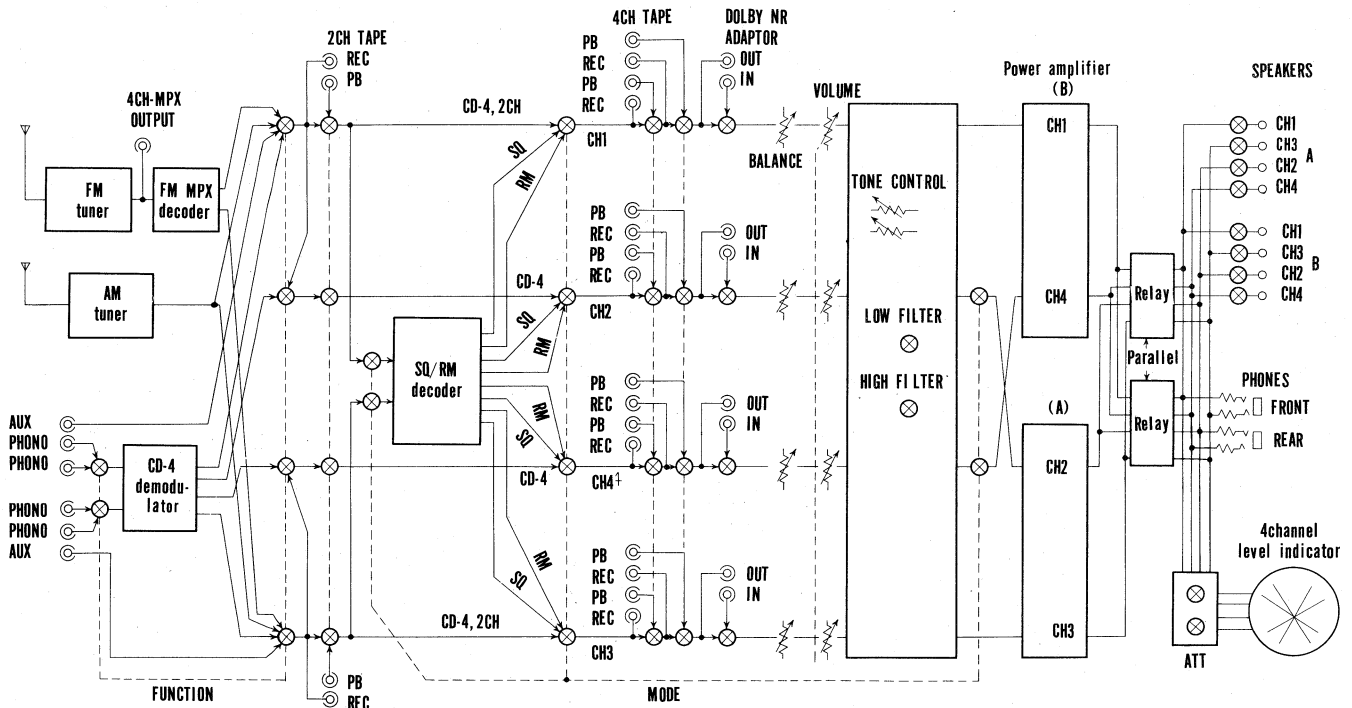 4CH TAPE
DOLBY NR
ADAPTOR
2CH TAPE
REC
PB
PB
REC
PB
REC
OUT
IN
Power amplifier
(B)
SPEAKERS
4CH-MPX
OUTPUT
VOLUME
CD-4, 2CH
CH1
SQ
RM
BALANCE
CH1
CH1
CH3
CH2
CH4
A
FM
tuner
FM MPX
decoder
TONE CONTROL
PB
REC
PB
REC
OUT
IN
CH1
CH3
CH2
CH4
B
AM
tuner
CD-4
CH2
SQ
RM
CH4
Relay
LOW FILTER
SQ/RM
decoder
Parallel
HIGH FILTER
PB
REC
PB
REC
OUT
IN
RM
SQ
(A)
PHONES
FRONT
REAR
Relay
AUX
PHONO
PHONO
CD-4
demodu-
lator
PHONO
PHONO
AUX
CD-4
CH4
CH2
4channel
level indicator
PB
REC
PB
REC
OUT
IN
RM
SQ
CD-4, 2CH
CH3
CH3
ATT
FUNCTION
PB
REC
MODE